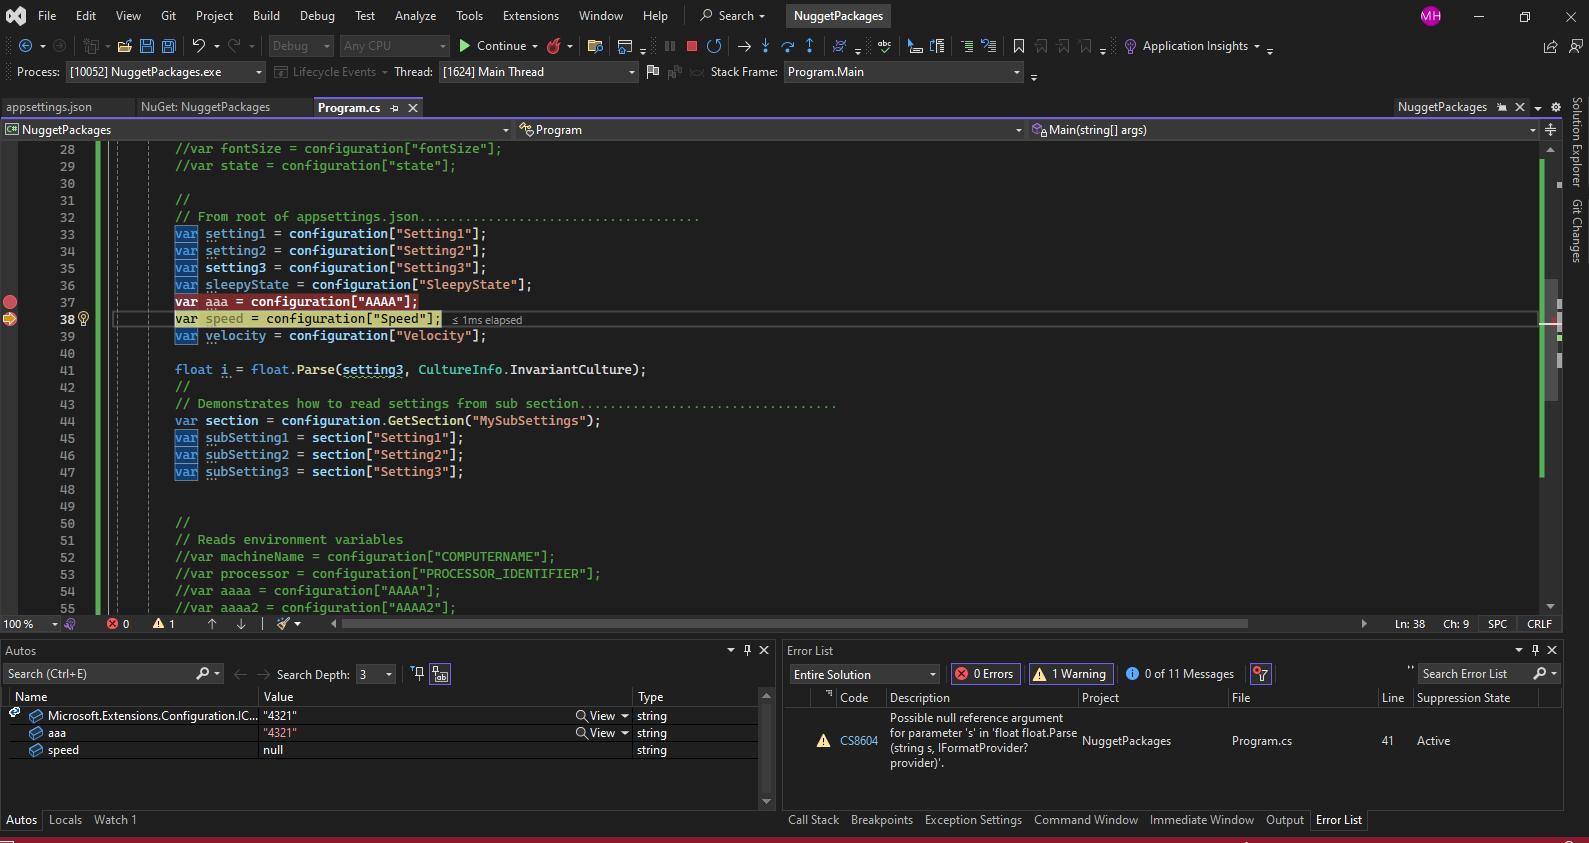 File Edit View Git Project Build Debug Test Analyze Tools Extensions Window Help Search NuggetPackages MH
Debug Any CPU Continue Application Insights
Process: [10052] NuggetPackages.exe Lifecycle Events Thread: [1624] Main Thread Stack Frame: Program.Main
appsettings.json NuGet: NuggetPackages Program.cs NuggetPackages
C# NuggetPackages Program Main(string[] args)
28 //var fontSize = configuration["fontSize"];
29 //var state = configuration["state"];
30
31 //
32 // From root of appsettings.json.....................................
33 var setting1 = configuration["Setting1"];
34 var setting2 = configuration["Setting2"];
35 var setting3 = configuration["Setting3"];
36 var sleepyState = configuration["SleepyState"];
37 var aaa = configuration["AAAA"];
38 var speed = configuration["Speed"]; ≤ 1ms elapsed
39 var velocity = configuration["Velocity"];
40
41 float i = float.Parse(setting3, CultureInfo.InvariantCulture);
42 //
43 // Demonstrates how to read settings from sub section..................................
44 var section = configuration.GetSection("MySubSettings");
45 var subSetting1 = section["Setting1"];
46 var subSetting2 = section["Setting2"];
47 var subSetting3 = section["Setting3"];
48
49
50 //
51 // Reads environment variables
52 //var machineName = configuration["COMPUTERNAME"];
53 //var processor = configuration["PROCESSOR_IDENTIFIER"];
54 //var aaaa = configuration["AAAA"];
55 //var aaaa2 = configuration["AAAA2"];
Solution Explorer
Git Changes
100 % 0 1 Ln: 38 Ch: 9 SPC CRLF
Autos
Search (Ctrl+E) Search Depth: 3
Name Value Type
Microsoft.Extensions.Configuration.IC... "4321" View string
aaa "4321" View string
speed null string
Autos Locals Watch 1
Error List
Entire Solution 0 Errors 1 Warning 0 of 11 Messages Search Error List
Code Description Project File Line Suppression State
CS8604 Possible null reference argument
for parameter 's' in 'float float.Parse
(string s, IFormatProvider?
provider)'.
NuggetPackages Program.cs 41 Active
Call Stack Breakpoints Exception Settings Command Window Immediate Window Output Error List